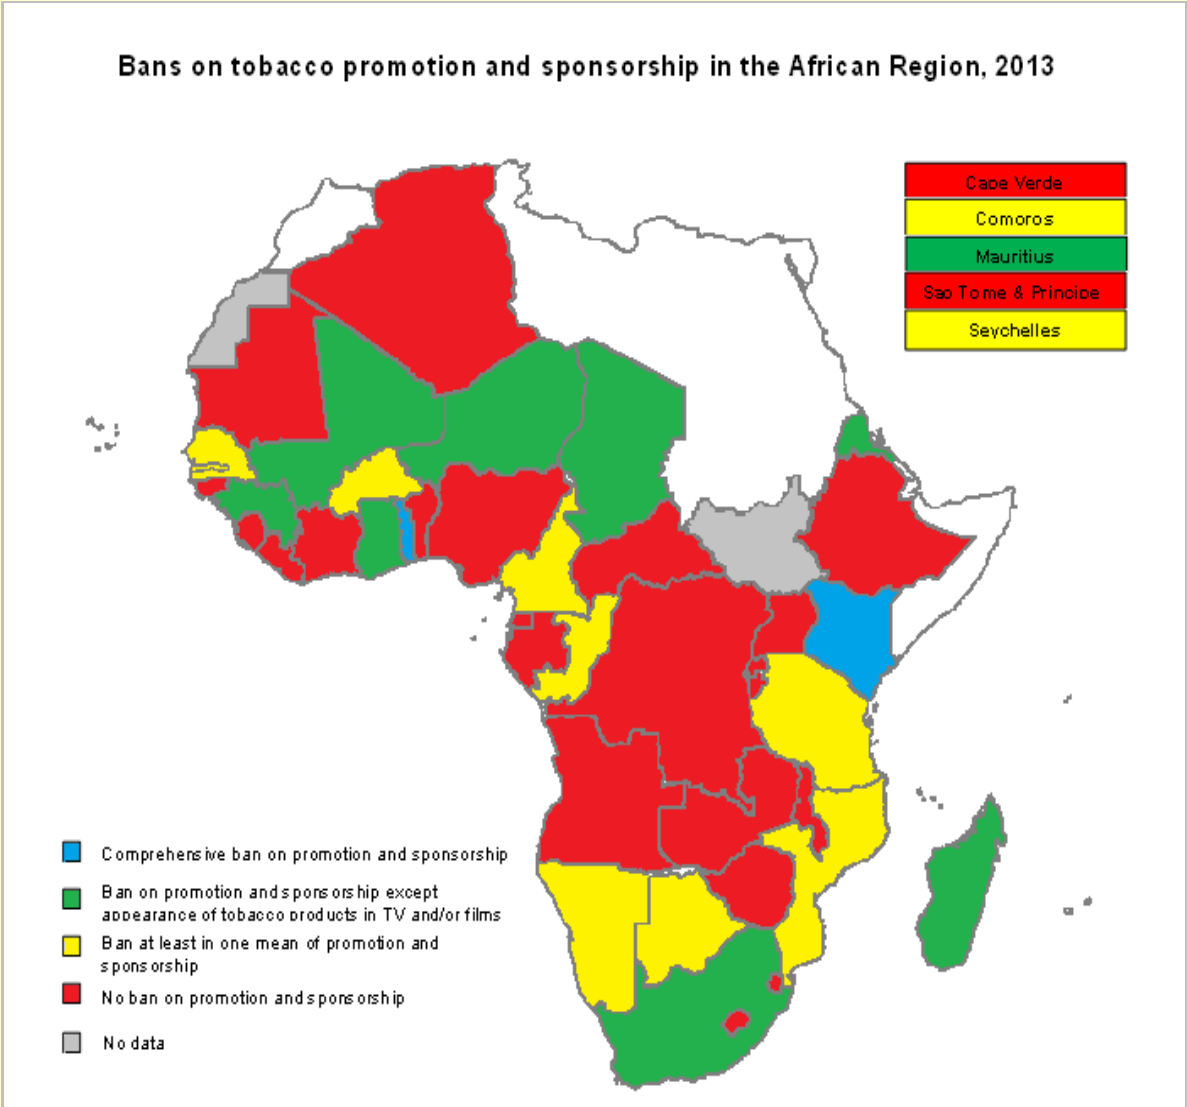 Bans on tobacco promotion and sponsorship in the African Region, 2013
Cape Verde
Comoros
Mauritius
Sao Tome & Principe
Seychelles
Comprehensive ban on promotion and sponsorship
Ban on promotion and sponsorship except
appearance of tobacco products in TV and/or films
Ban at least in one mean of promotion and
sponsorship
No ban on promotion and sponsorship
No data